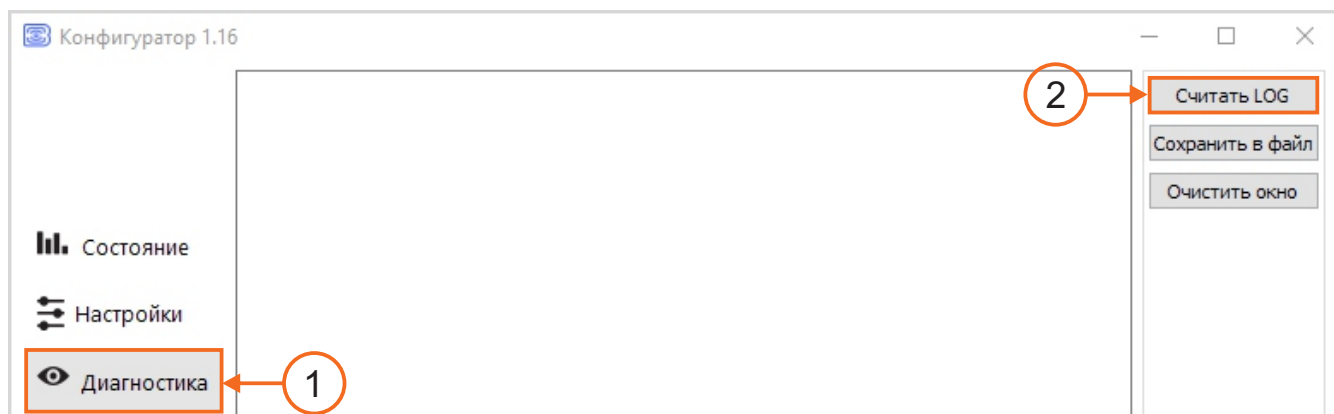 Конфигуратор 1.16
2
Считать LOG
Сохранить в файл
Очистить окно
Состояние
Настройки
Диагностика
1